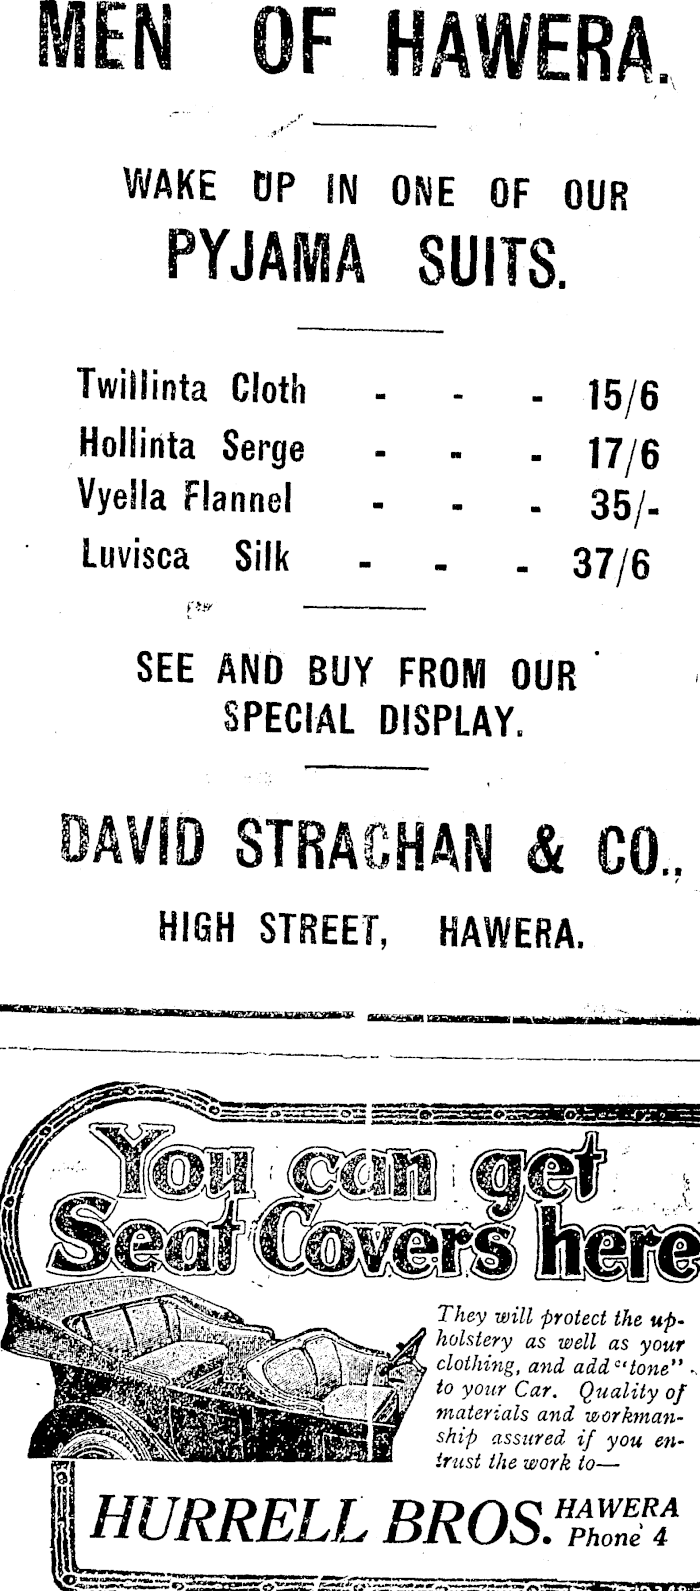 MEN OF HAWERA.
WAKE UP IN ONE OF OUR
PYJAMA SUITS.
Twillinta Cloth - - - 15/6
Hollinta Serge - - - 17/6
Vyella Flannel - - - 35/-
Luvisca Silk - - - 37/6
SEE AND BUY FROM OUR
SPECIAL DISPLAY.
DAVID STRACHAN & CO.,
HIGH STREET, HAWERA.
You can get
Seat Covers here
They will protect the up-
holstery as well as your
clothing, and add "tone"
to your Car. Quality of
materials and workman-
ship assured if you en-
trust the work to—
HURRELL BROS. HAWERA
Phone 4